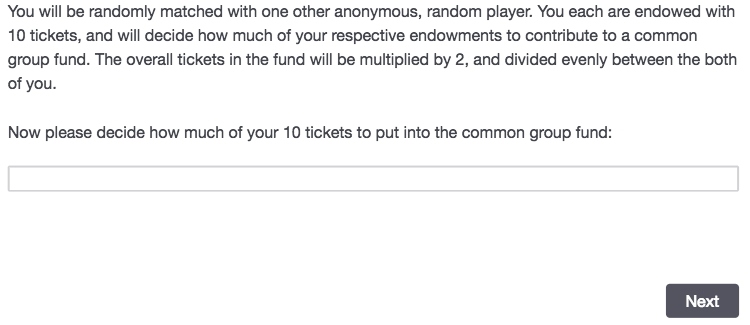 You will be randomly matched with one other anonymous, random player. You each are endowed with
10 tickets, and will decide how much of your respective endowments to contribute to a common
group fund. The overall tickets in the fund will be multiplied by 2, and divided evenly between the both
of you.
Now please decide how much of your 10 tickets to put into the common group fund:
Next